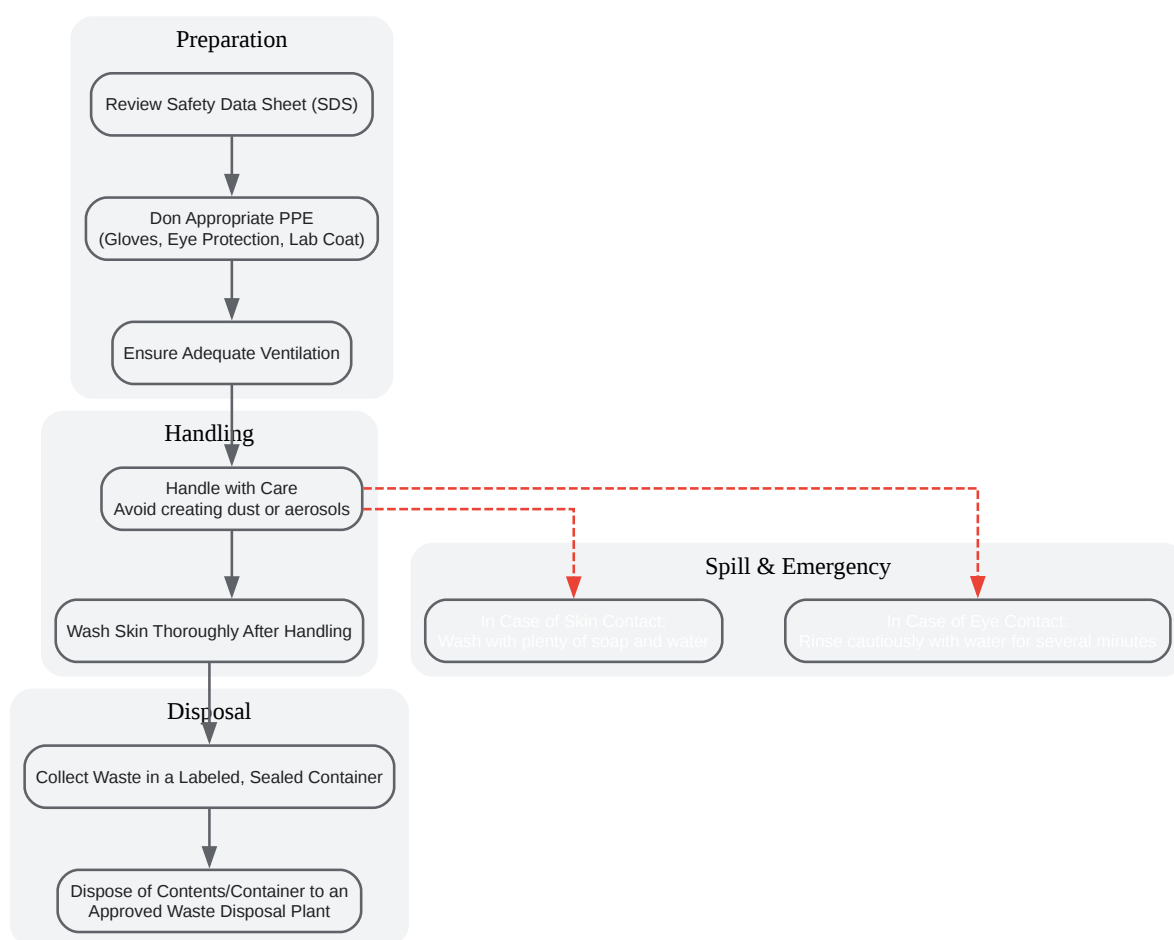 Preparation
Review Safety Data Sheet (SDS)
Don Appropriate PPE
(Gloves, Eye Protection, Lab Coat)
Ensure Adequate Ventilation
Handling
Handle with Care
Avoid creating dust or aerosols
Wash Skin Thoroughly After Handling
Spill & Emergency
In Case of Skin Contact:
Wash with plenty of soap and water
In Case of Eye Contact:
Rinse cautiously with water for several minutes
Disposal
Collect Waste in a Labeled, Sealed Container
Dispose of Contents/Container to an
Approved Waste Disposal Plant